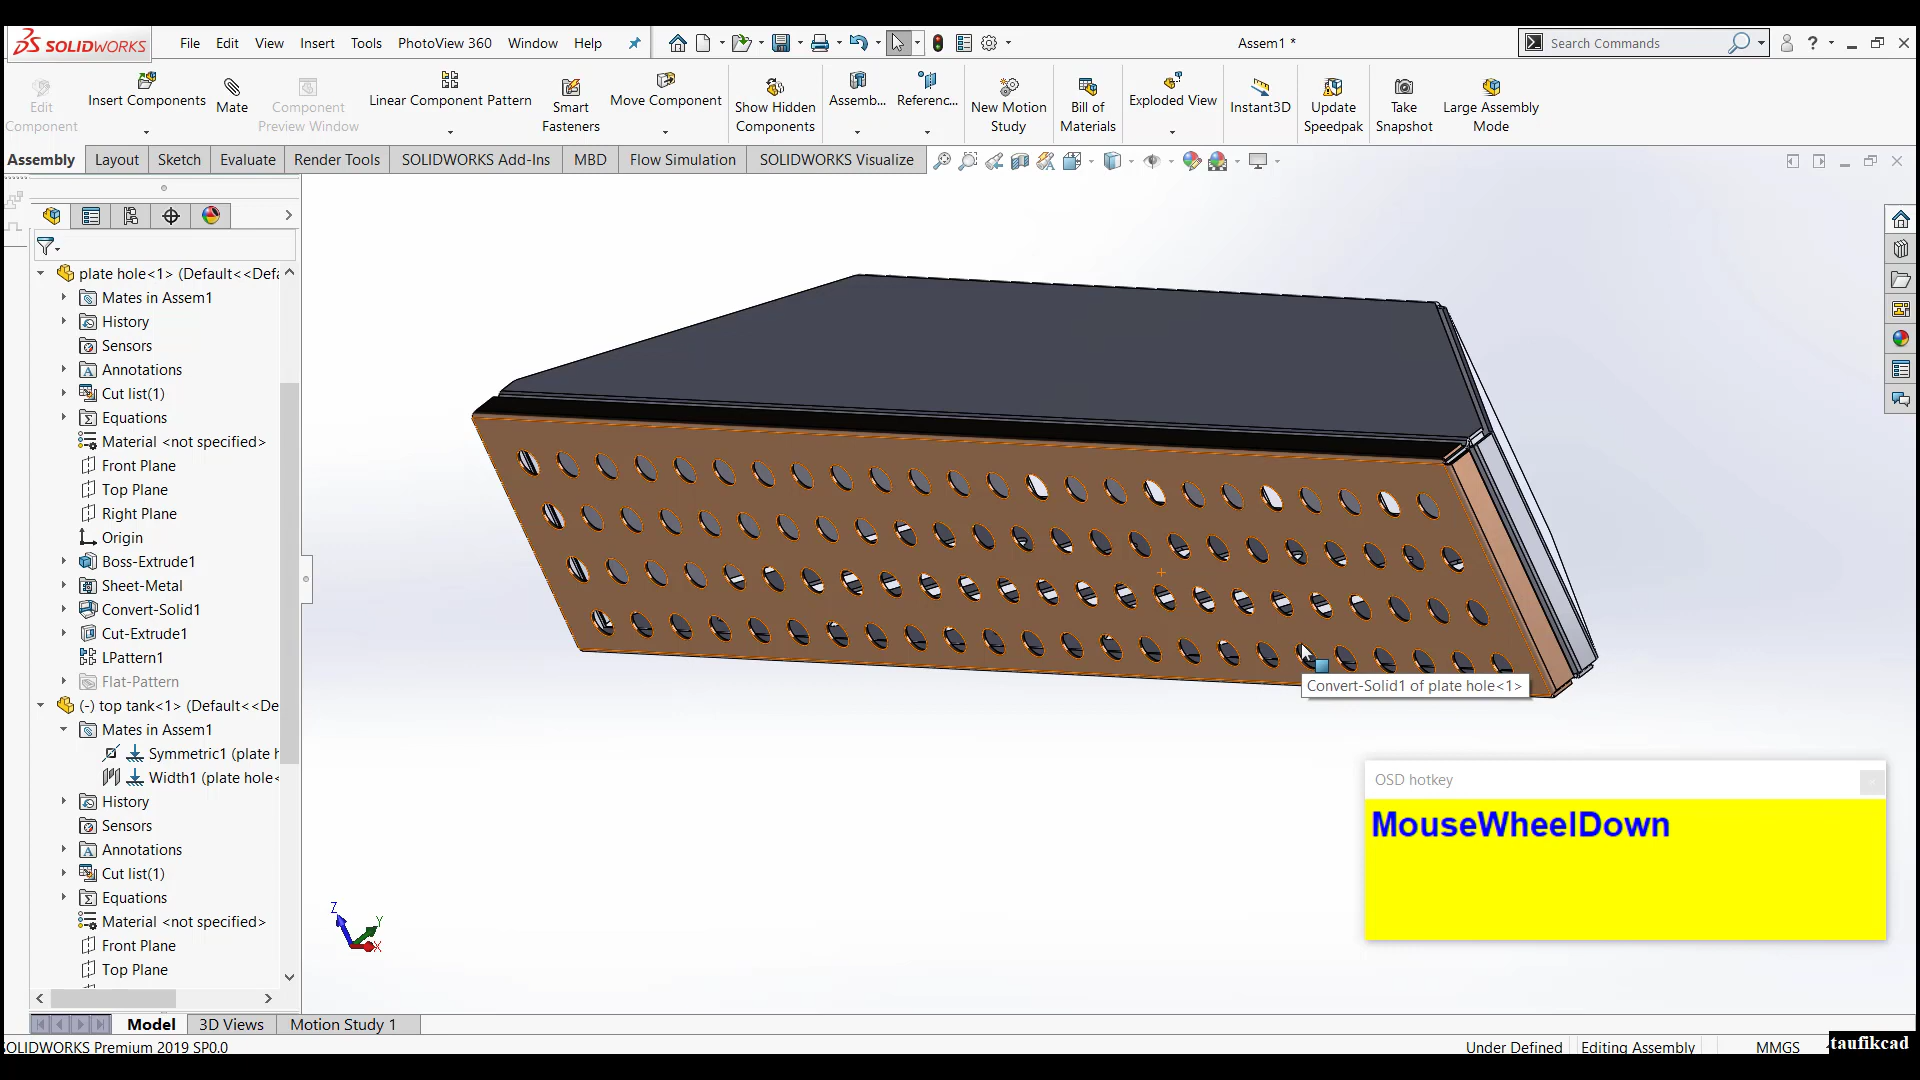 SOLIDWORKS
File Edit View Insert Tools PhotoView 360 Window Help
Assem1 *
Search Commands
Edit Component
Insert Components
Mate
Component Preview Window
Linear Component Pattern
Smart Fasteners
Move Component
Show Hidden Components
Assemb...
Referenc...
New Motion Study
Bill of Materials
Exploded View
Instant3D
Update Speedpak
Take Snapshot
Large Assembly Mode
Assembly Layout Sketch Evaluate Render Tools SOLIDWORKS Add-Ins MBD Flow Simulation SOLIDWORKS Visualize
plate hole<1> (Default<<Defa
Mates in Assem1
History
Sensors
Annotations
Cut list(1)
Equations
Material <not specified>
Front Plane
Top Plane
Right Plane
Origin
Boss-Extrude1
Sheet-Metal
Convert-Solid1
Cut-Extrude1
LPattern1
Flat-Pattern
(-) top tank<1> (Default<<De
Mates in Assem1
Symmetric1 (plate h
Width1 (plate hole<
History
Sensors
Annotations
Cut list(1)
Equations
Material <not specified>
Front Plane
Top Plane
Convert-Solid1 of plate hole<1>
OSD hotkey
MouseWheelDown
Z
Y
X
Model 3D Views Motion Study 1
SOLIDWORKS Premium 2019 SP0.0
Under Defined Editing Assembly MMGS
taufikcad